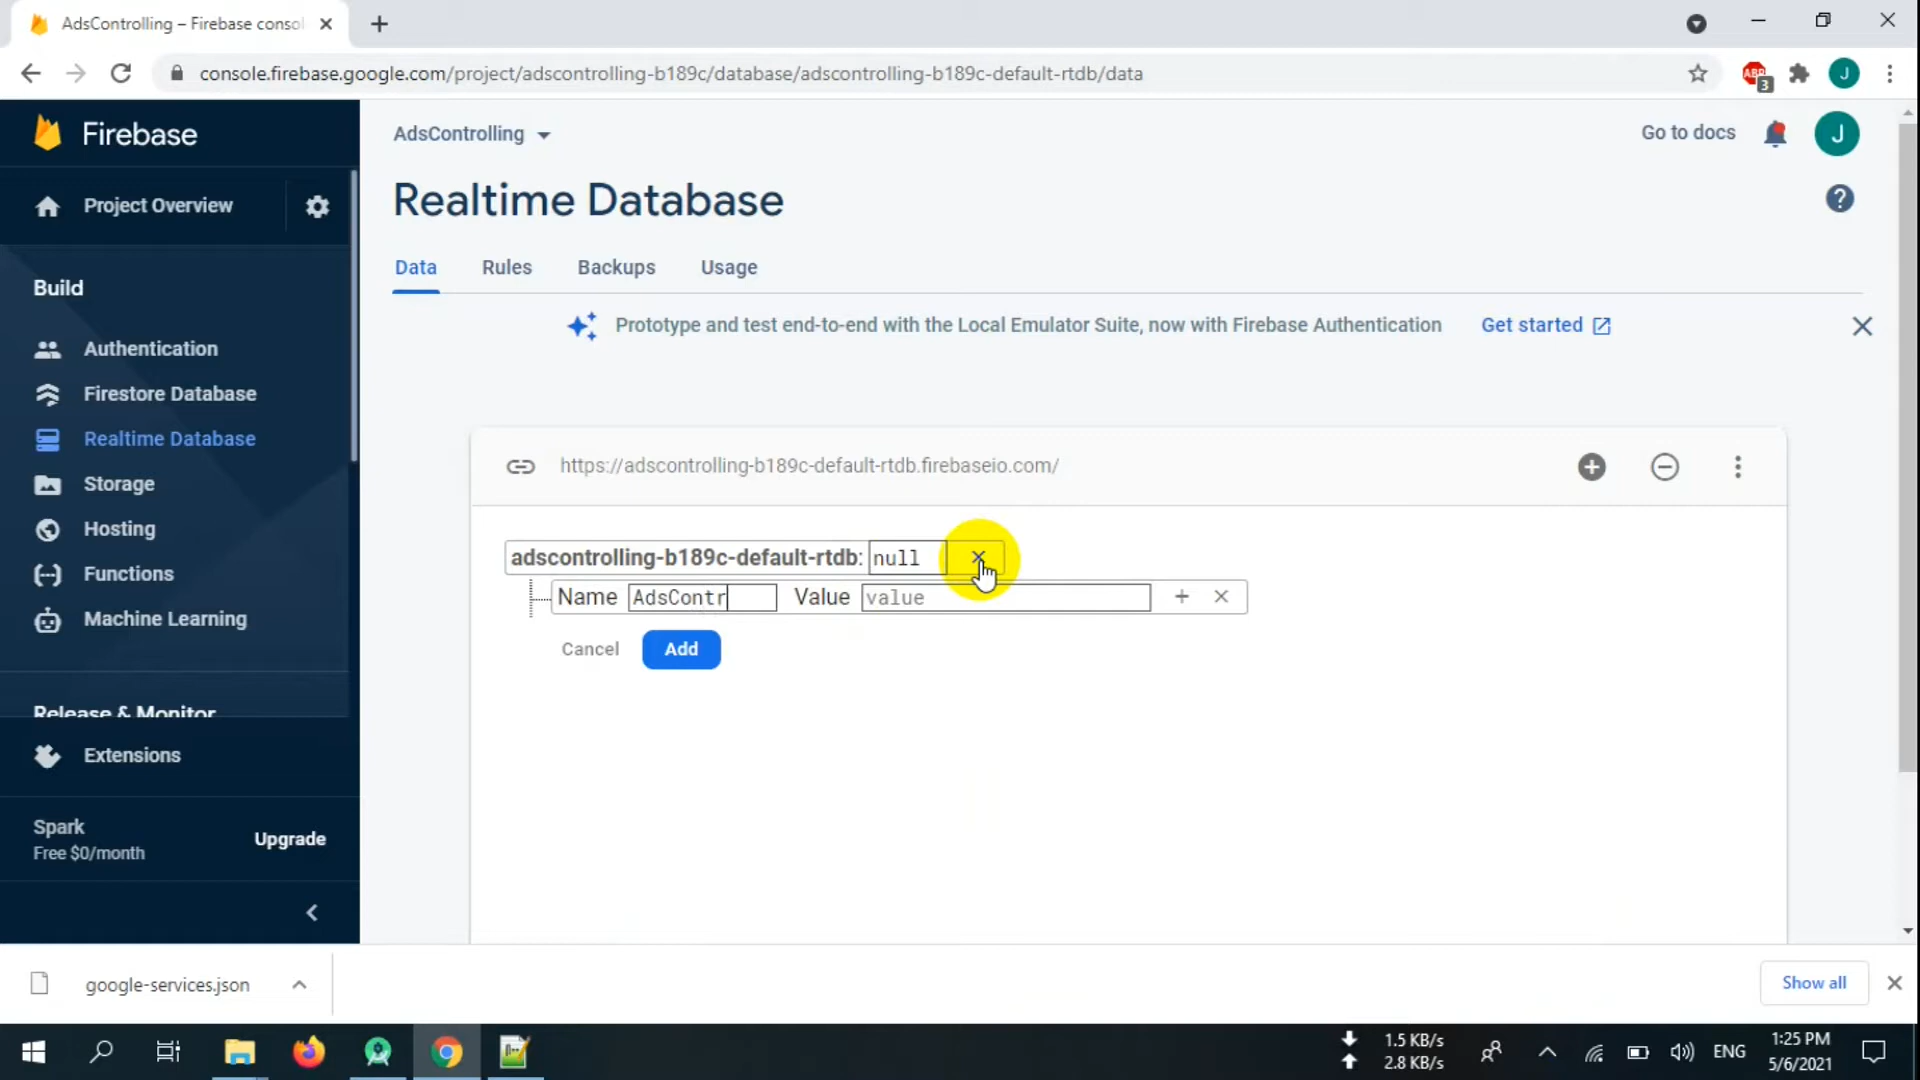 AdsControlling – Firebase consol
console.firebase.google.com/project/adscontrolling-b189c/database/adscontrolling-b189c-default-rtdb/data
ABP
3
J
Firebase
AdsControlling
Go to docs
J
Project Overview
Realtime Database
Data Rules Backups Usage
Build
Prototype and test end-to-end with the Local Emulator Suite, now with Firebase Authentication Get started
Authentication
Firestore Database
Realtime Database
Storage
Hosting
Functions
Machine Learning
https://adscontrolling-b189c-default-rtdb.firebaseio.com/
adscontrolling-b189c-default-rtdb: null
Name AdsContr Value value
Cancel Add
Release & Monitor
Extensions
Spark
Free $0/month
Upgrade
google-services.json
Show all
1.5 KB/s
2.8 KB/s
ENG
1:25 PM
5/6/2021